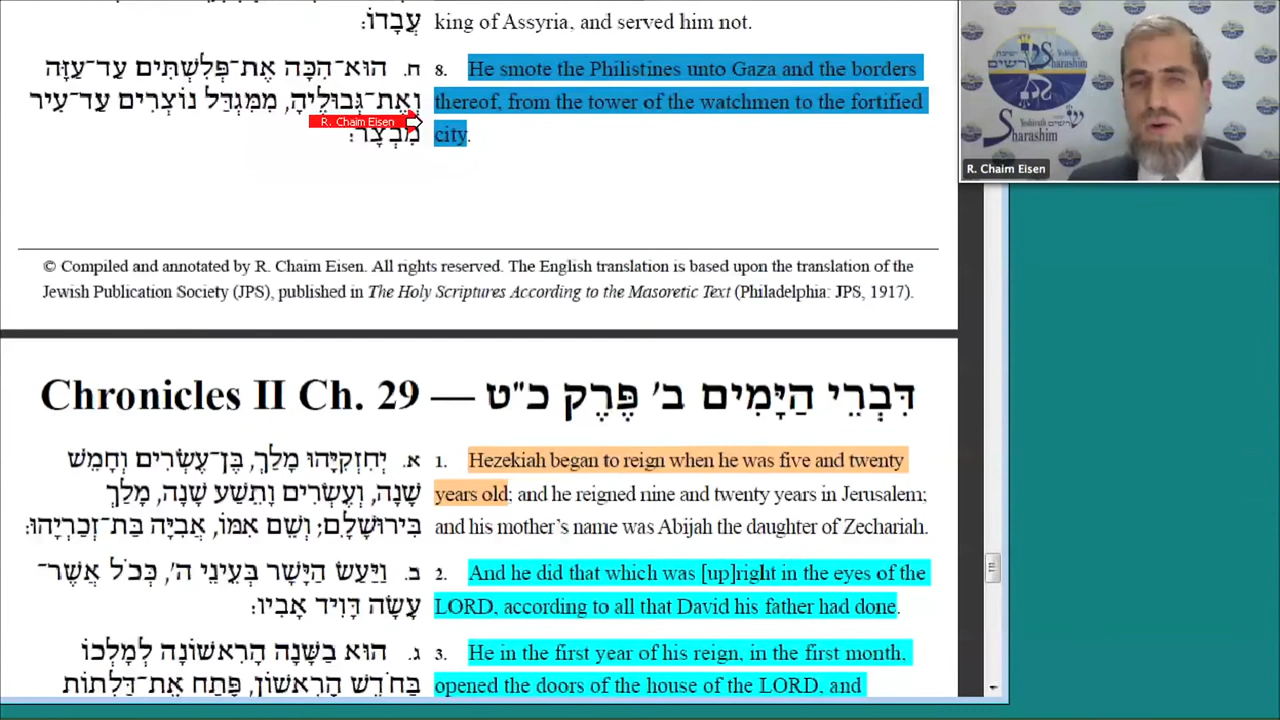 עֲבָדוֹ:
king of Assyria, and served him not.
ח. הוּא־הִכָּה אֶת־פְּלִשְׁתִּים עַד־עַזָּה
וְאֶת־גְּבוּלֶיהָ, מִמִּגְדַּל נוֹצְרִים עַד־עִיר
מִבְצָר:
R. Chaim Eisen
8. He smote the Philistines unto Gaza and the borders
thereof, from the tower of the watchmen to the fortified
city.
© Compiled and annotated by R. Chaim Eisen. All rights reserved. The English translation is based upon the translation of the
Jewish Publication Society (JPS), published in The Holy Scriptures According to the Masoretic Text (Philadelphia: JPS, 1917).
Chronicles II Ch. 29 — דִּבְרֵי הַיָּמִים ב' פֶּרֶק כ"ט
א. יְחִזְקִיָּהוּ מָלַךְ, בֶּן־עֶשְׂרִים וְחָמֵשׁ
שָׁנָה, וְעֶשְׂרִים וָתֵשַׁע שָׁנָה, מָלַךְ
בִּירוּשָׁלָםִ; וְשֵׁם אִמּוֹ, אֲבִיָּה בַּת־זְכַרְיָהוּ:
1. Hezekiah began to reign when he was five and twenty
years old; and he reigned nine and twenty years in Jerusalem;
and his mother’s name was Abijah the daughter of Zechariah.
ב. וַיַּעַשׂ הַיָּשָׁר בְּעֵינֵי ה', כְּכֹל אֲשֶׁר־
עָשָׂה דָּוִיד אָבִיו:
2. And he did that which was [up]right in the eyes of the
LORD, according to all that David his father had done.
ג. הוּא בַשָּׁנָה הָרִאשׁוֹנָה לְמָלְכוֹ
בַּחֹדֶשׁ הָרִאשׁוֹן, פָּתַח אֶת־דַּלְתוֹת
3. He in the first year of his reign, in the first month,
opened the doors of the house of the LORD, and
ישיבת
שרשים
Yeshivath
Sharashim
R. Chaim Eisen